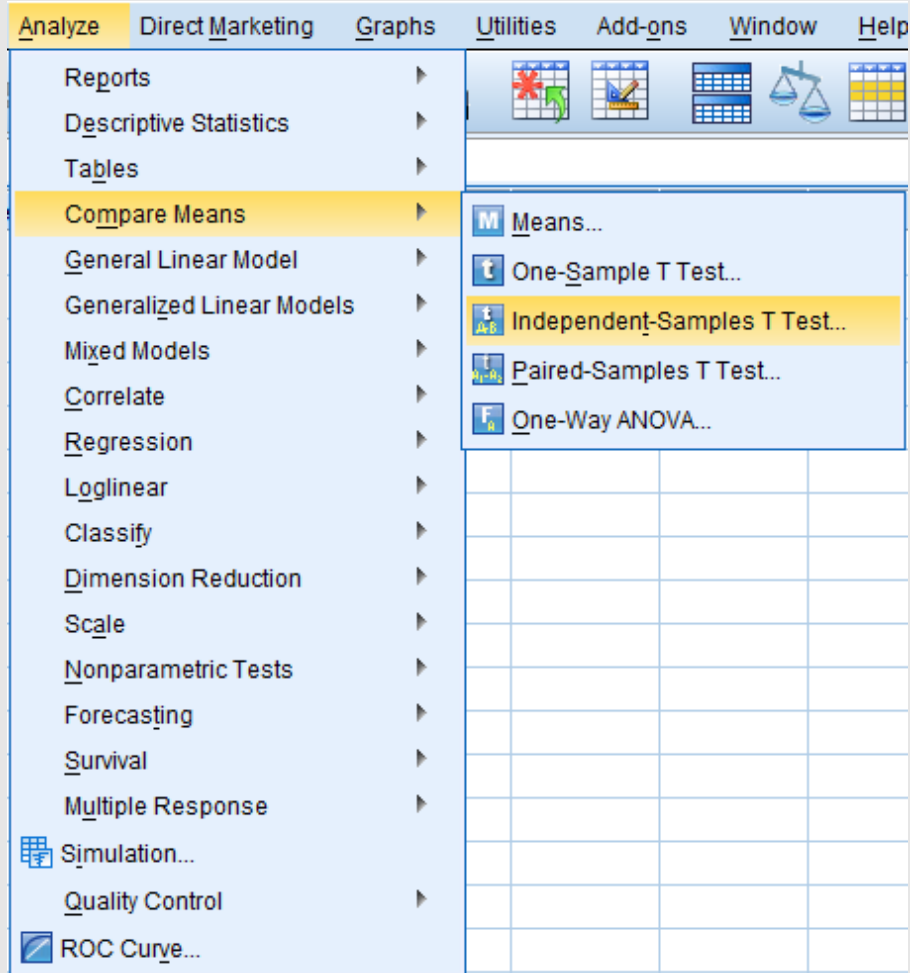 Analyze Direct Marketing Graphs Utilities Add-ons Window Help
Reports
Descriptive Statistics
Tables
Compare Means
General Linear Model
Generalized Linear Models
Mixed Models
Correlate
Regression
Loglinear
Classify
Dimension Reduction
Scale
Nonparametric Tests
Forecasting
Survival
Multiple Response
Simulation...
Quality Control
ROC Curve...
M Means...
t One-Sample T Test...
t A-B Independent-Samples T Test...
t A₁-A₂ Paired-Samples T Test...
F A One-Way ANOVA...